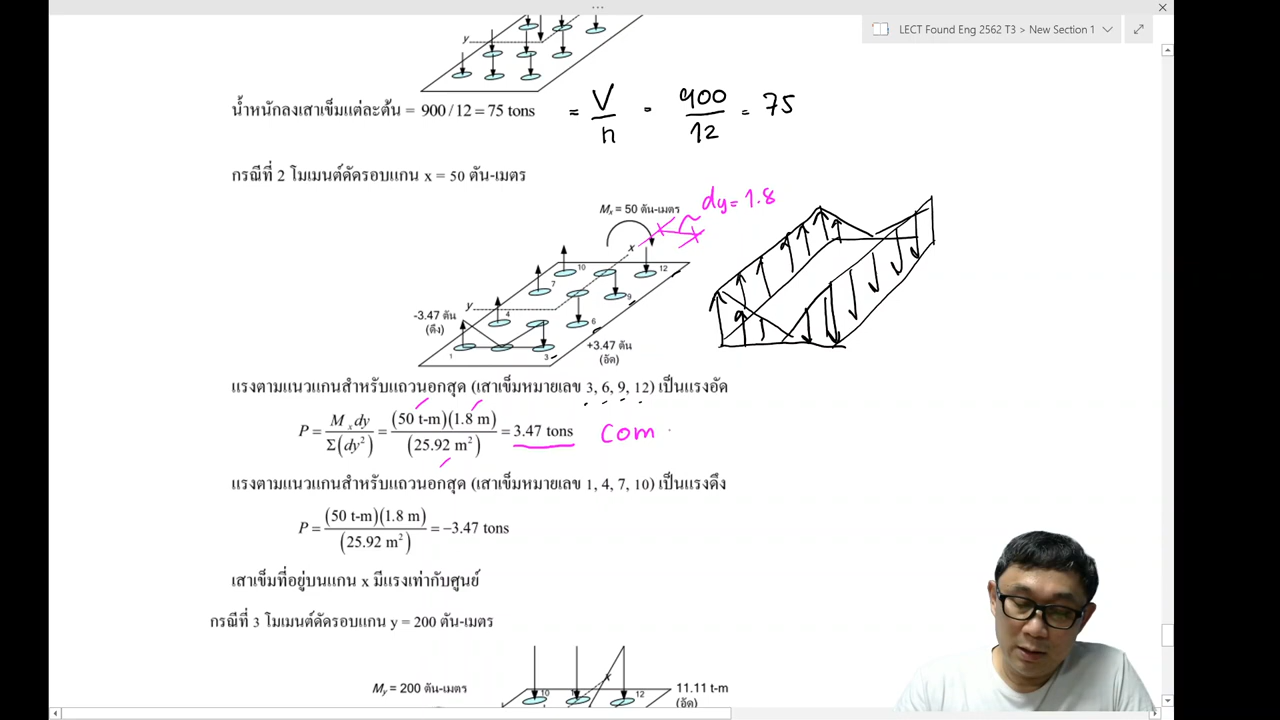 LECT Found Eng 2562 T3 > New Section 1
y
น้ำหนักลงเสาเข็มแต่ละต้น = 900 / 12 = 75 tons = V/n = 900/12 = 75
กรณีที่ 2 โมเมนต์ดัดรอบแกน x = 50 ตัน-เมตร
Mx = 50 ตัน-เมตร
dy = 1.8
x
10
12
7
9
y
4
6
-3.47 ตัน
(ดึง)
1
3
+3.47 ตัน
(อัด)
แรงตามแนวแกนสำหรับแถวนอกสุด (เสาเข็มหมายเลข 3, 6, 9, 12) เป็นแรงอัด
P = Mx dy / Σ(dy²) = (50 t-m)(1.8 m) / (25.92 m²) = 3.47 tons com
แรงตามแนวแกนสำหรับแถวนอกสุด (เสาเข็มหมายเลข 1, 4, 7, 10) เป็นแรงดึง
P = (50 t-m)(1.8 m) / (25.92 m²) = −3.47 tons
เสาเข็มที่อยู่บนแกน x มีแรงเท่ากับศูนย์
กรณีที่ 3 โมเมนต์ดัดรอบแกน y = 200 ตัน-เมตร
My = 200 ตัน-เมตร
x
10
12
11.11 t-m
(อัด)